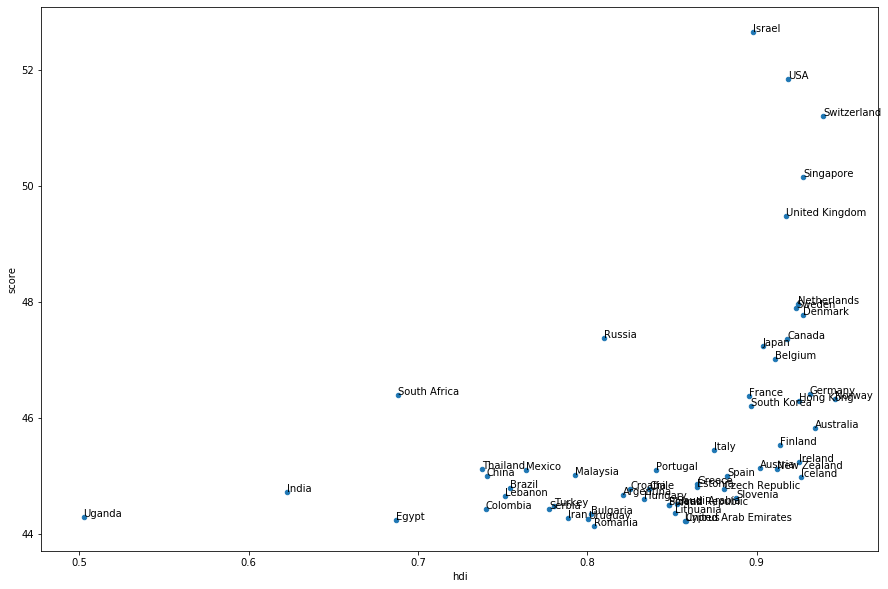 Israel
52
USA
Switzerland
Singapore
50
United Kingdom
score
48
Netherlands
Sweden
Denmark
Russia
Canada
Japan
Belgium
South Africa
France
Germany
Hong Kong
Norway
46
South Korea
Australia
Finland
Italy
Ireland
Thailand
Mexico
Portugal
Austria
New Zealand
China
Malaysia
Spain
Iceland
Greece
Estonia
India
Brazil
Croatia
Chile
Czech Republic
Lebanon
Argentina
Hungary
Slovenia
Saudi Arabia
Colombia
Serbia
Turkey
Lithuania
Uganda
Egypt
Iran
Bulgaria
Uruguay
Cyprus
United Arab Emirates
Romania
44
0.5
0.6
0.7
0.8
0.9
hdi